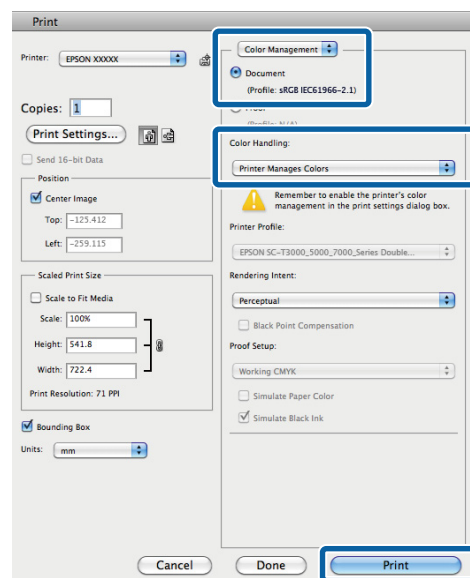 Print
Printer: EPSON XXXXX
Copies: 1
Print Settings...
Send 16-bit Data
Position
Center Image
Top: -125.412
Left: -259.115
Scaled Print Size
Scale to Fit Media
Scale: 100%
Height: 541.8
Width: 722.4
Print Resolution: 71 PPI
Bounding Box
Units: mm
Color Management
Document
(Profile: sRGB IEC61966-2.1)
(Profile: N/A)
Color Handling:
Printer Manages Colors
Remember to enable the printer's color
management in the print settings dialog box.
Printer Profile:
EPSON SC-T3000_5000_7000_Series Double...
Rendering Intent:
Perceptual
Black Point Compensation
Proof Setup:
Working CMYK
Simulate Paper Color
Simulate Black Ink
Cancel
Done
Print